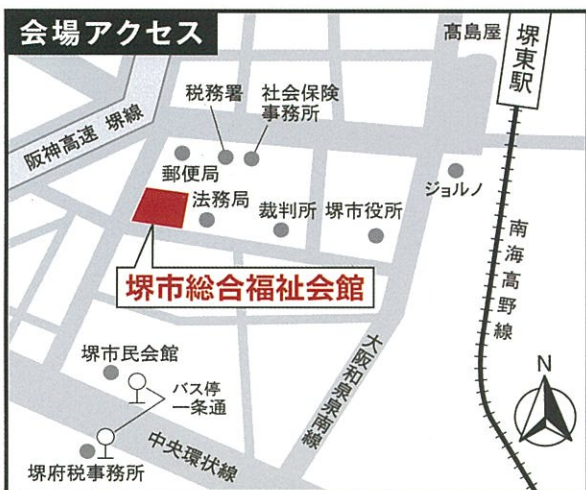 会場アクセス
髙島屋
堺東駅
阪神高速 堺線
税務署
社会保険
事務所
郵便局
法務局
裁判所
堺市役所
ジョルノ
南海高野線
堺市総合福祉会館
大阪和泉泉南線
堺市民会館
バス停
一条通
中央環状線
堺府税事務所
N